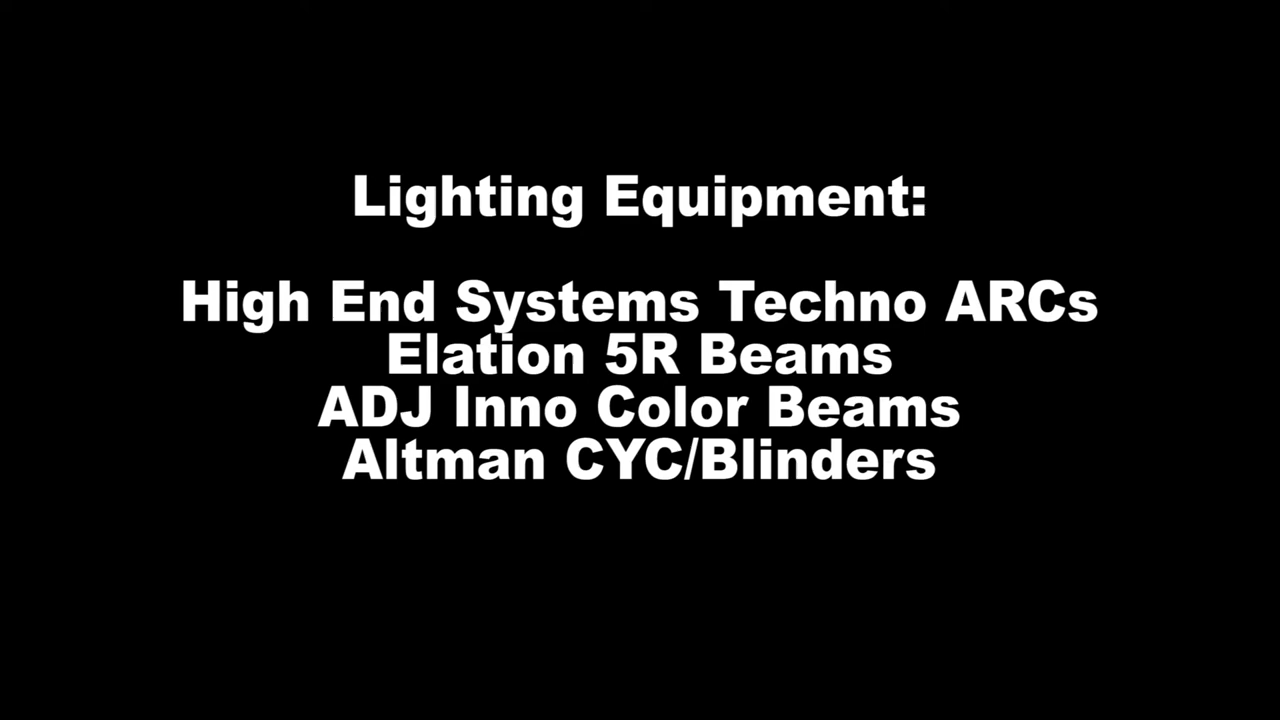 Lighting Equipment:
High End Systems Techno ARCs
Elation 5R Beams
ADJ Inno Color Beams
Altman CYC/Blinders